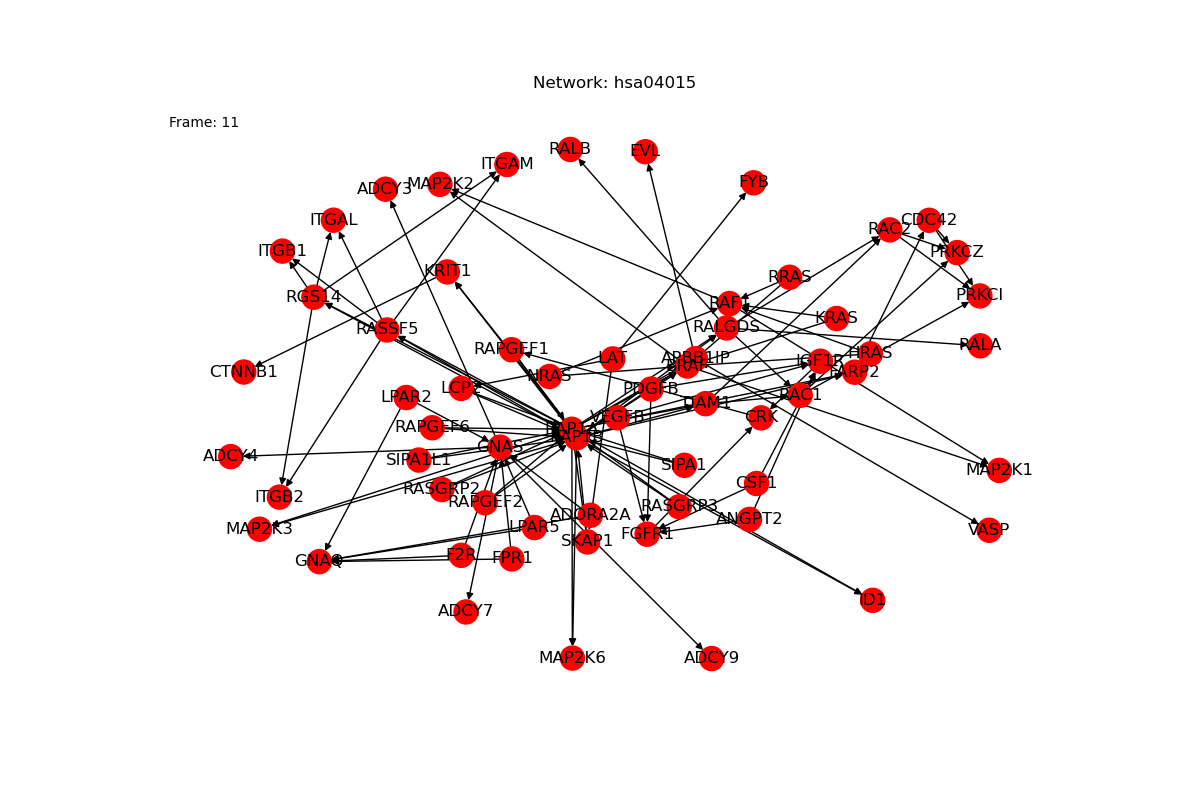 Network: hsa04015
Frame: 11
RALB
EVL
ITGAM
FYB
MAP2K2
ADCY3
ITGAL
CDC42
RAC2
ITGB1
PRKCZ
KRIT1
RRAS
RGS14
PRKCI
RAF1
KRAS
RASSF5
RALGDS
RALA
RAPGEF1
HRAS
LAT
APBB1IP
IGF1R
BRAF
CTNNB1
NRAS
PARP2
LCP2
PDGFB
LPAR2
RAC1
TIAM1
VEGFB
CRK
RAPGEF6
RAP1A
RAP1B
GNAS
ADCY4
SIPA1L1
SIPA1
MAP2K1
CSF1
RASGRP2
ITGB2
RAPGEF2
RASGRP3
ADORA2A
ANGPT2
MAP2K3
LPAR5
VASP
FGFR1
SKAP1
F2R
FPR1
GNAQ
ID1
ADCY7
MAP2K6
ADCY9